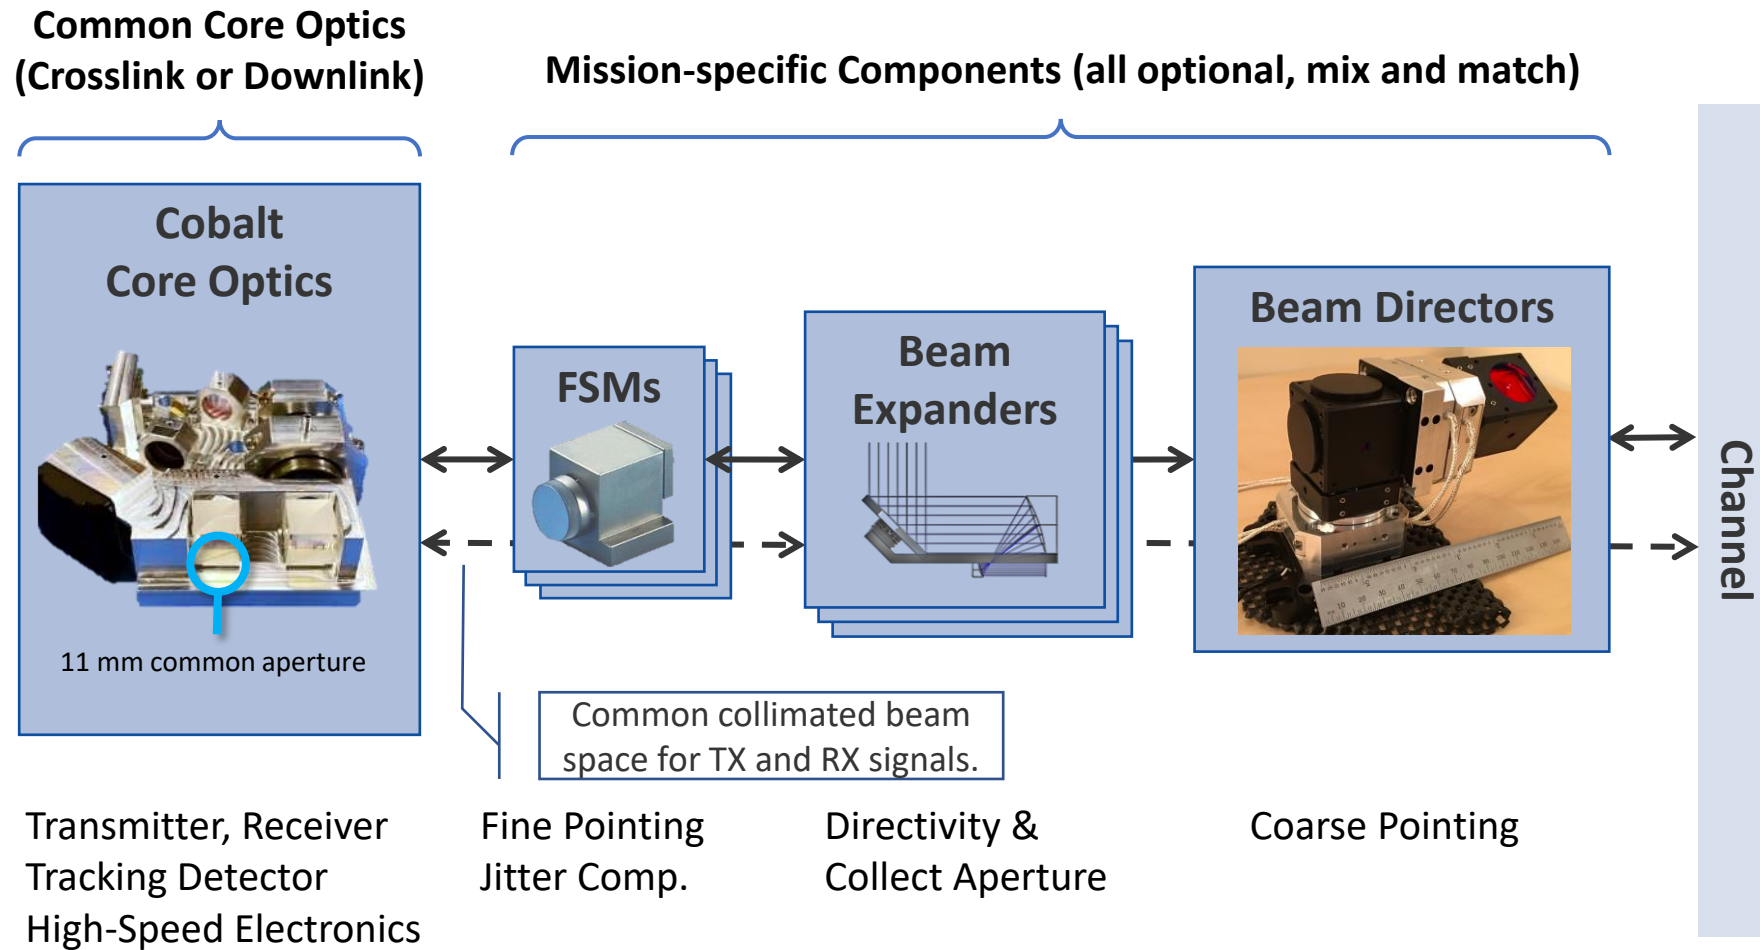 Common Core Optics
(Crosslink or Downlink)
Mission-specific Components (all optional, mix and match)
Cobalt
Core Optics
11 mm common aperture
FSMs
Beam
Expanders
Beam Directors
Channel
Common collimated beam
space for TX and RX signals.
Transmitter, Receiver
Tracking Detector
High-Speed Electronics
Fine Pointing
Jitter Comp.
Directivity &
Collect Aperture
Coarse Pointing